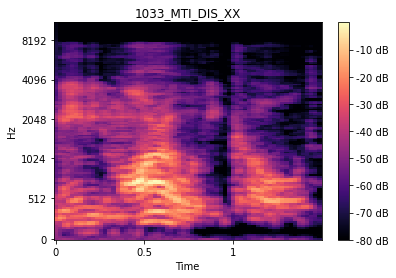 1033_MTI_DIS_XX
8192
4096
2048
1024
512
0
Hz
0
0.5
1
Time
-10 dB
-20 dB
-30 dB
-40 dB
-50 dB
-60 dB
-70 dB
-80 dB